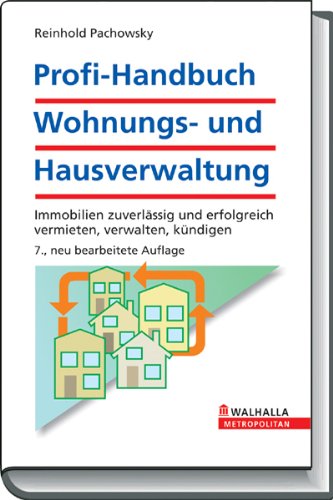 Reinhold Pachowsky
Profi-Handbuch
Wohnungs- und
Hausverwaltung
Immobilien zuverlässig und erfolgreich
vermieten, verwalten, kündigen
7., neu bearbeitete Auflage
WALHALLA
METROPOLITAN